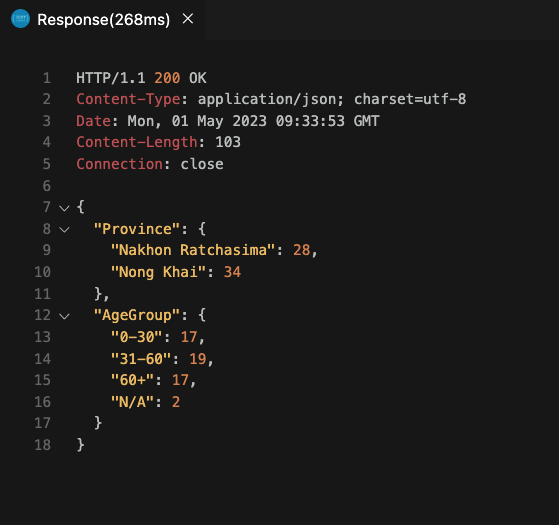 Response(268ms) ×
1 HTTP/1.1 200 OK
2 Content-Type: application/json; charset=utf-8
3 Date: Mon, 01 May 2023 09:33:53 GMT
4 Content-Length: 103
5 Connection: close
6
7 {
8 "Province": {
9 "Nakhon Ratchasima": 28,
10 "Nong Khai": 34
11 },
12 "AgeGroup": {
13 "0-30": 17,
14 "31-60": 19,
15 "60+": 17,
16 "N/A": 2
17 }
18 }